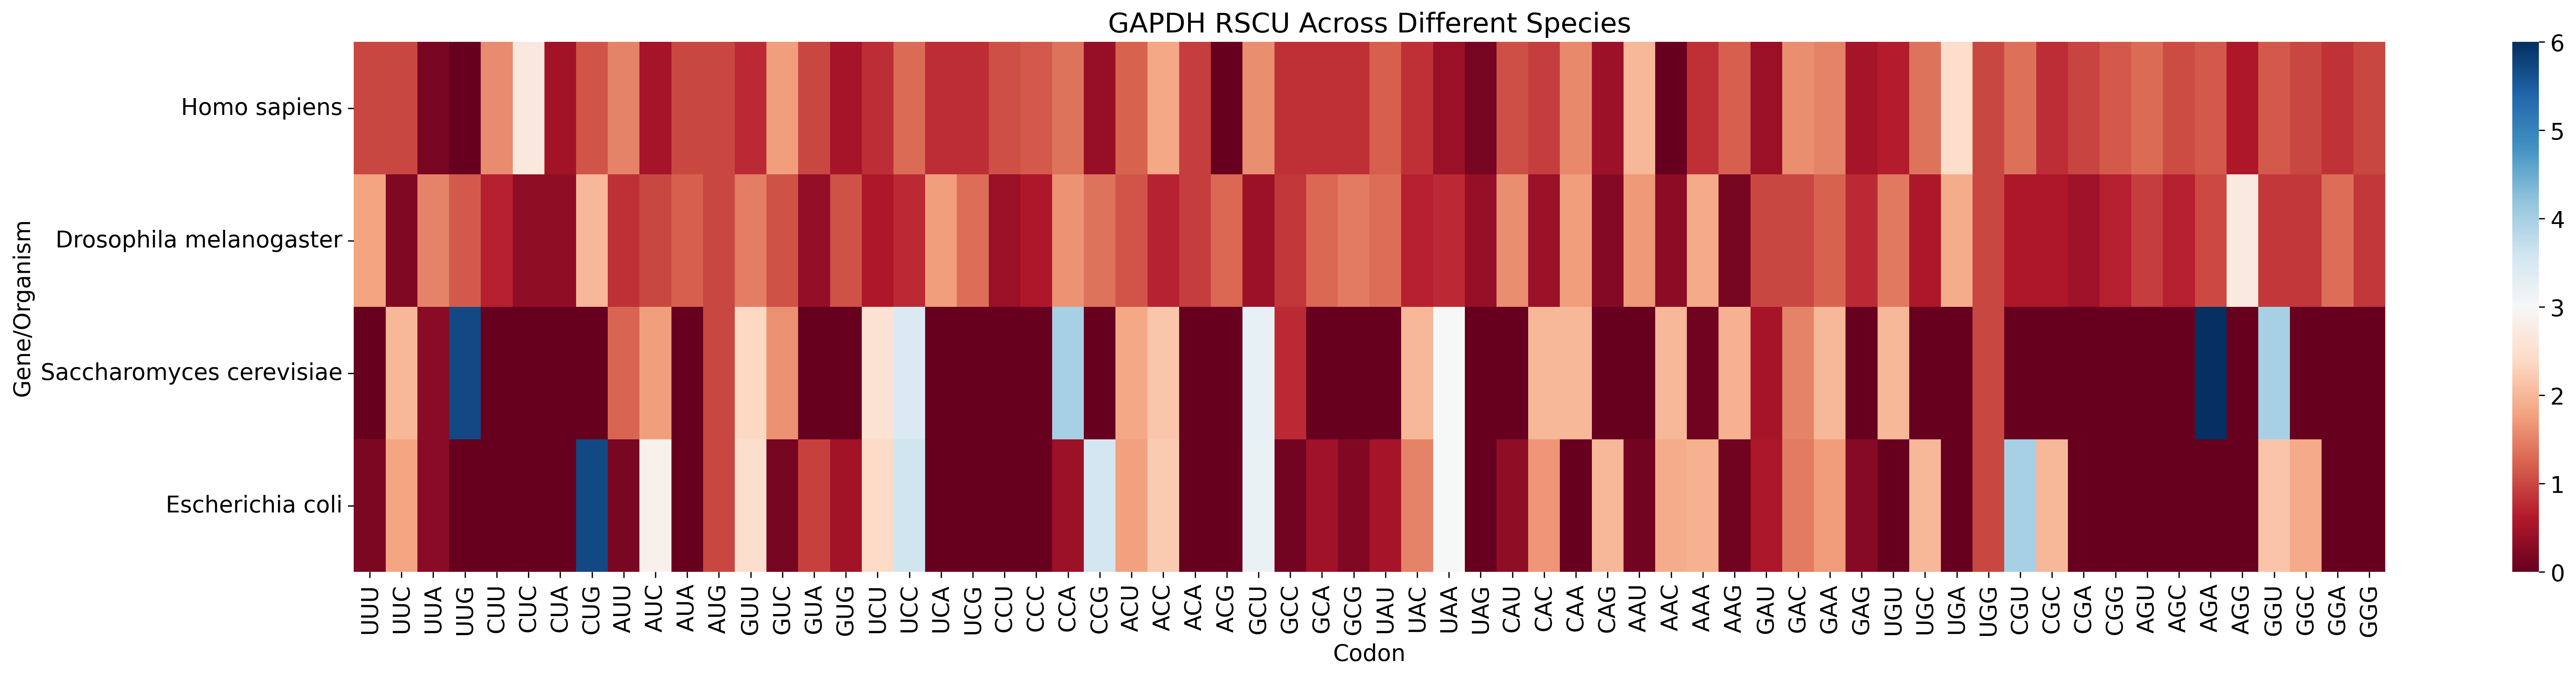 GAPDH RSCU Across Different Species
Gene/Organism
Homo sapiens
Drosophila melanogaster
Saccharomyces cerevisiae
Escherichia coli
UUU UUC UUA UUG CUU CUC CUA CUG AUU AUC AUA AUG GUU GUC GUA GUG UCU UCC UCA UCG CCU CCC CCA CCG ACU ACC ACA ACG GCU GCC GCA GCG UAU UAC UAA UAG CAU CAC CAA CAG AAU AAC AAA AAG GAU GAC GAA GAG UGU UGC UGA UGG CGU CGC CGA CGG AGU AGC AGA AGG GGU GGC GGA GGG
Codon
6
5
4
3
2
1
0